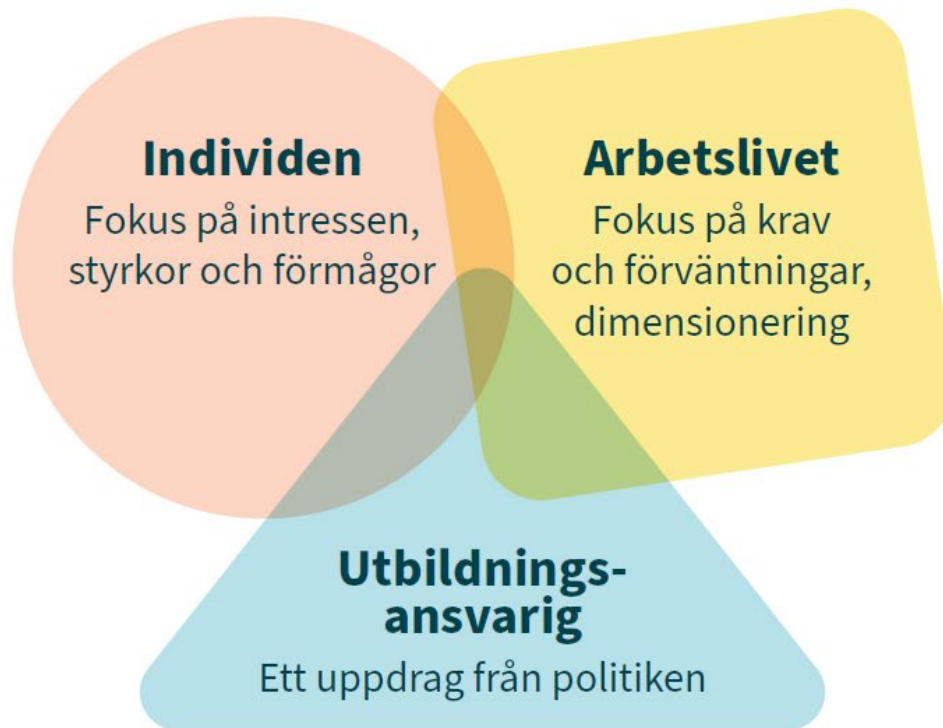 Individen
Fokus på intressen,
styrkor och förmågor
Arbetslivet
Fokus på krav
och förväntningar,
dimensionering
Utbildnings-
ansvarig
Ett uppdrag från politiken